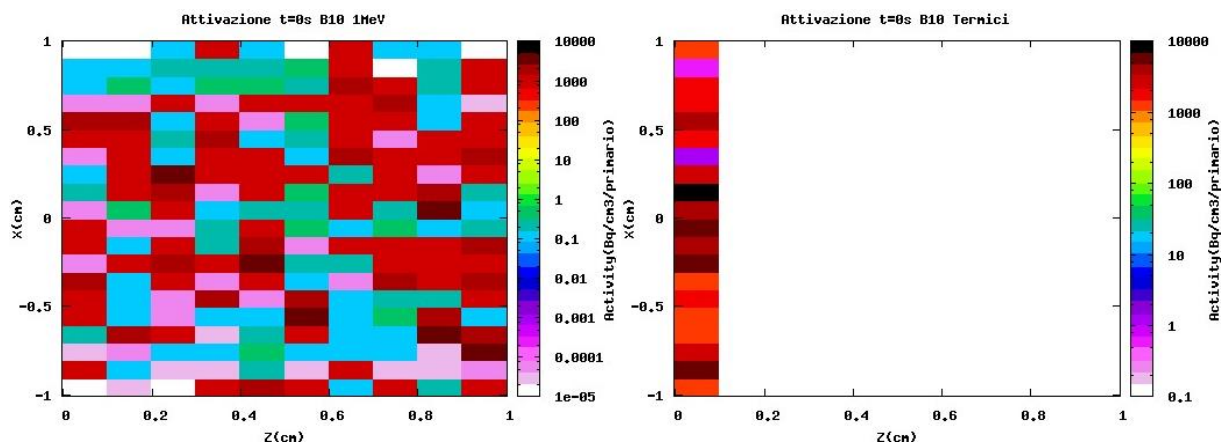 Attivazione t=0s B10 1MeV
1
0.5
0
-0.5
-1
X(cm)
0 0.2 0.4 0.6 0.8 1
Z(cm)
10000
1000
100
10
1
0.1
0.01
0.001
0.0001
1e-05
Activity(Bq/cm3/primario)
Attivazione t=0s B10 Termici
1
0.5
0
-0.5
-1
X(cm)
0 0.2 0.4 0.6 0.8 1
Z(cm)
10000
1000
100
10
1
0.1
Activity(Bq/cm3/primario)